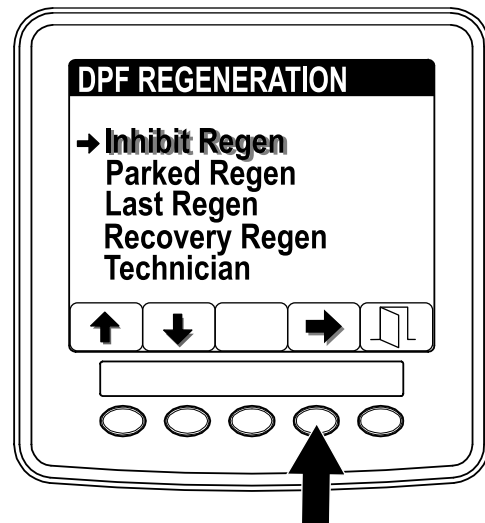 DPF REGENERATION
Inhibit Regen
Parked Regen
Last Regen
Recovery Regen
Technician